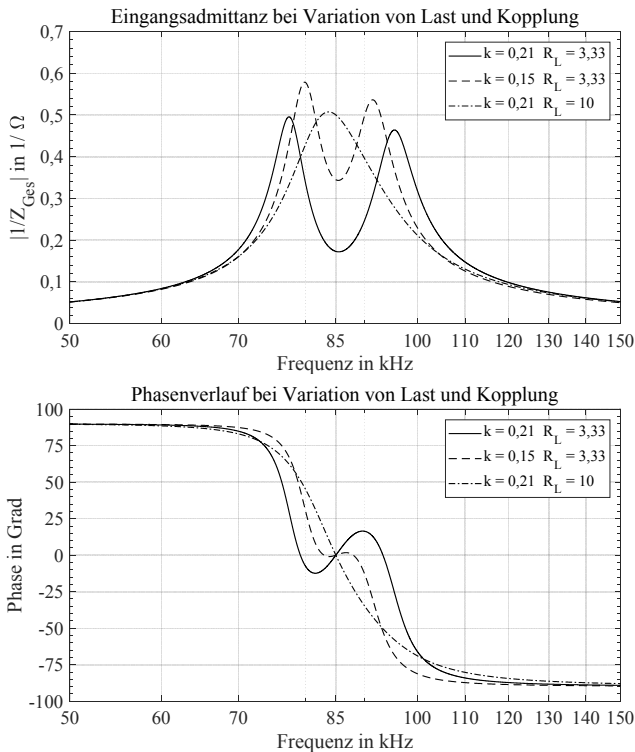 Eingangsadmittanz bei Variation von Last und Kopplung
|1/Z_Ges| in 1/ Ω
0,7
0,6
0,5
0,4
0,3
0,2
0,1
0
k = 0,21 R_L = 3,33
k = 0,15 R_L = 3,33
k = 0,21 R_L = 10
50 60 70 85 100 110 120 130 140 150
Frequenz in kHz
Phasenverlauf bei Variation von Last und Kopplung
Phase in Grad
100
75
50
25
0
-25
-50
-75
-100
k = 0,21 R_L = 3,33
k = 0,15 R_L = 3,33
k = 0,21 R_L = 10
50 60 70 85 100 110 120 130 140 150
Frequenz in kHz